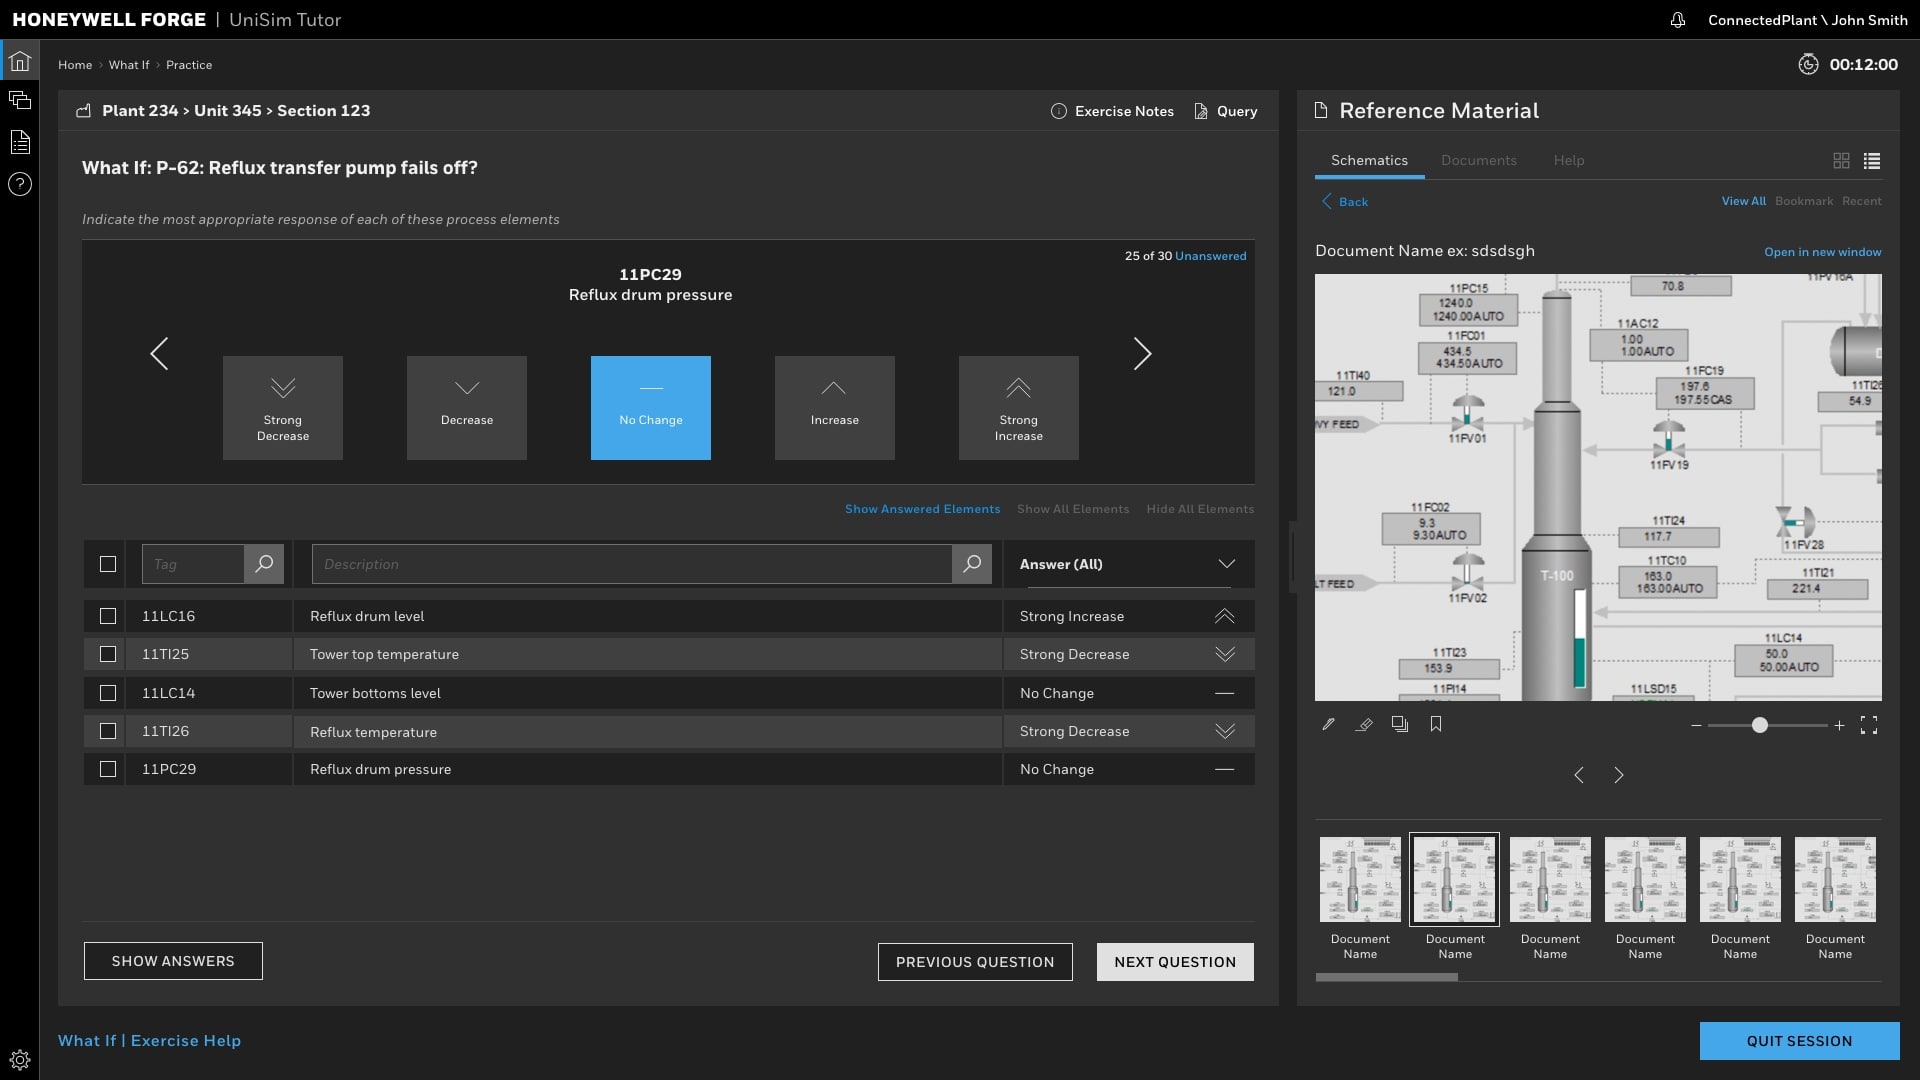 HONEYWELL FORGE | UniSim Tutor
ConnectedPlant \ John Smith
Home › What If › Practice
00:12:00
Plant 234 > Unit 345 > Section 123
Exercise Notes
Query
What If: P-62: Reflux transfer pump fails off?
Indicate the most appropriate response of each of these process elements
25 of 30 Unanswered
11PC29
Reflux drum pressure
Strong
Decrease
Decrease
No Change
Increase
Strong
Increase
Show Answered Elements
Show All Elements
Hide All Elements
Tag
Description
Answer (All)
11LC16 Reflux drum level Strong Increase
11TI25 Tower top temperature Strong Decrease
11LC14 Tower bottoms level No Change
11TI26 Reflux temperature Strong Decrease
11PC29 Reflux drum pressure No Change
SHOW ANSWERS
PREVIOUS QUESTION
NEXT QUESTION
What If | Exercise Help
Reference Material
Schematics
Documents
Help
Back
View All
Bookmark
Recent
Document Name ex: sdsdsgh
Open in new window
70.8
11PC15
1240.0
1240.00AUTO
11FC01
434.5
434.50AUTO
11AC12
1.00
1.00AUTO
11FC19
197.6
197.55CAS
11TI40
121.0
54.9
VY FEED
11FV01
11FV19
11FC02
9.3
9.30AUTO
11TI24
117.7
11FV28
11TC10
163.0
163.00AUTO
T-100
11TI21
221.4
LT FEED
11FV02
11LC14
50.0
50.00AUTO
11TI23
153.9
11PI14
11LSD15
Document
Name
Document
Name
Document
Name
Document
Name
Document
Name
Document
Name
QUIT SESSION